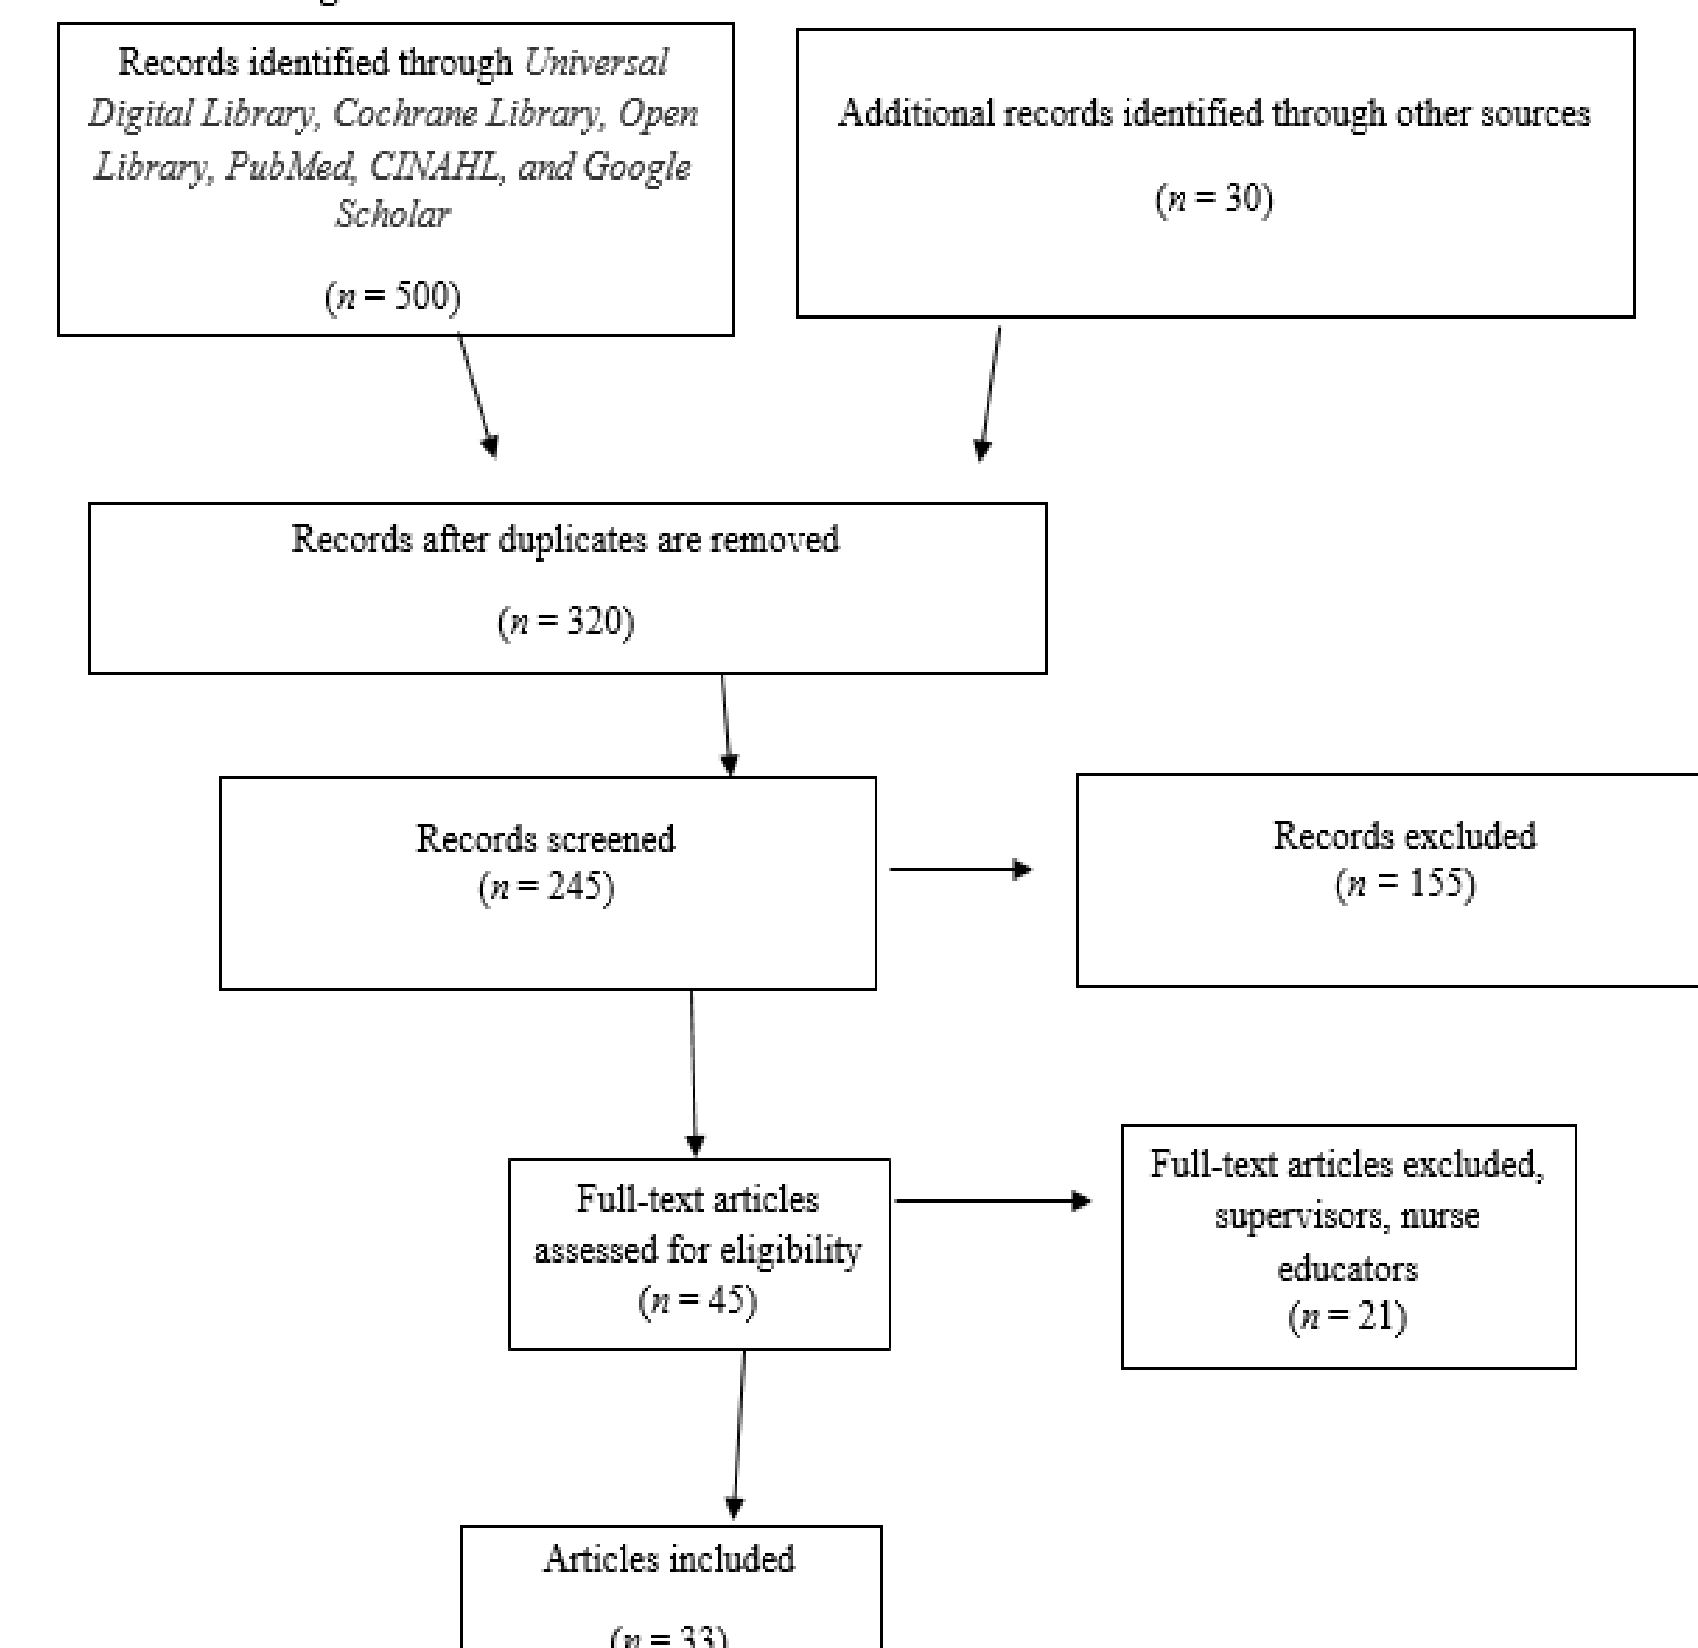 Records identified through Universal
Digital Library, Cochrane Library, Open
Library, PubMed, CINAHL, and Google
Scholar
(n = 500)
Additional records identified through other sources
(n = 30)
Records after duplicates are removed
(n = 320)
Records screened
(n = 245)
Records excluded
(n = 155)
Full-text articles
assessed for eligibility
(n = 45)
Full-text articles excluded,
supervisors, nurse
educators
(n = 21)
Articles included
(n = 33)